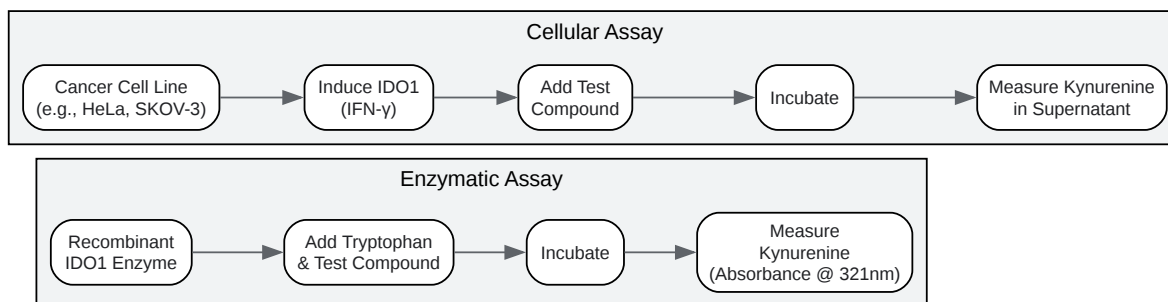 Cellular Assay
Cancer Cell Line
(e.g., HeLa, SKOV-3)
Induce IDO1
(IFN-γ)
Add Test
Compound
Incubate
Measure Kynurenine
in Supernatant
Enzymatic Assay
Recombinant
IDO1 Enzyme
Add Tryptophan
& Test Compound
Incubate
Measure
Kynurenine
(Absorbance @ 321nm)